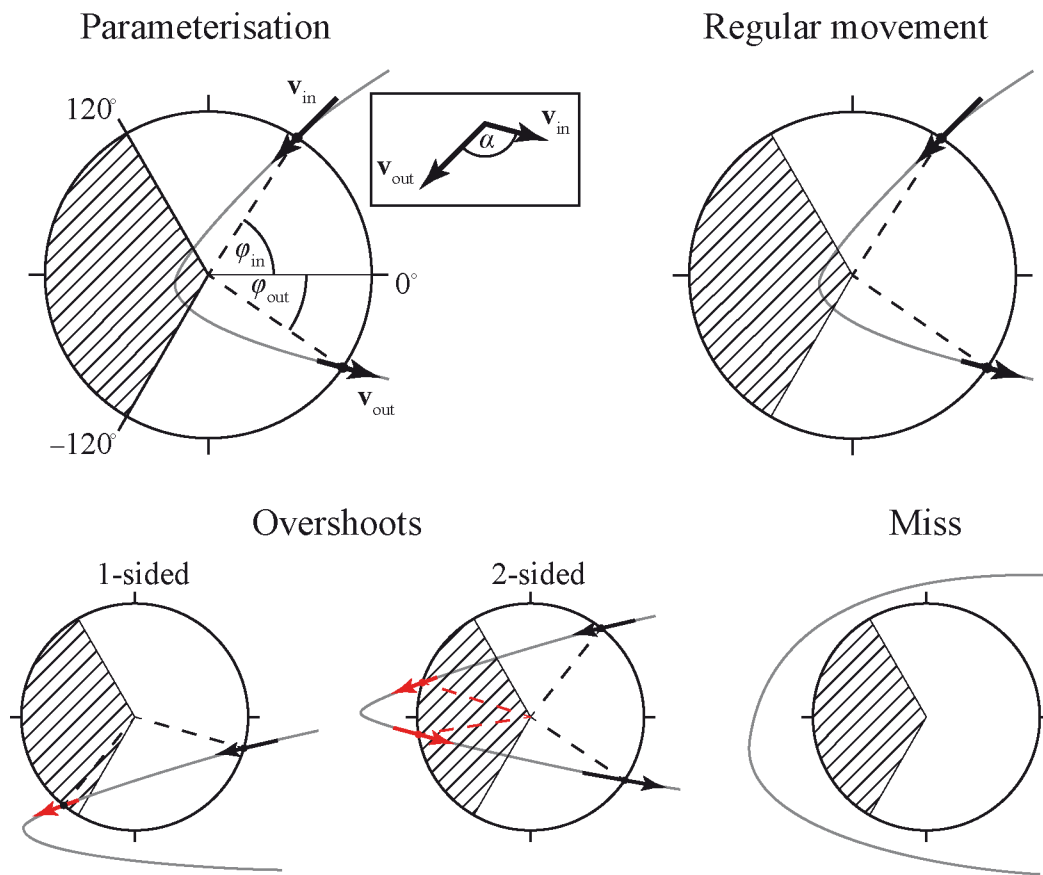 Parameterisation
Regular movement
120°
v_in
α
v_in
v_out
φ_in
φ_out
0°
v_out
–120°
Overshoots
Miss
1-sided
2-sided